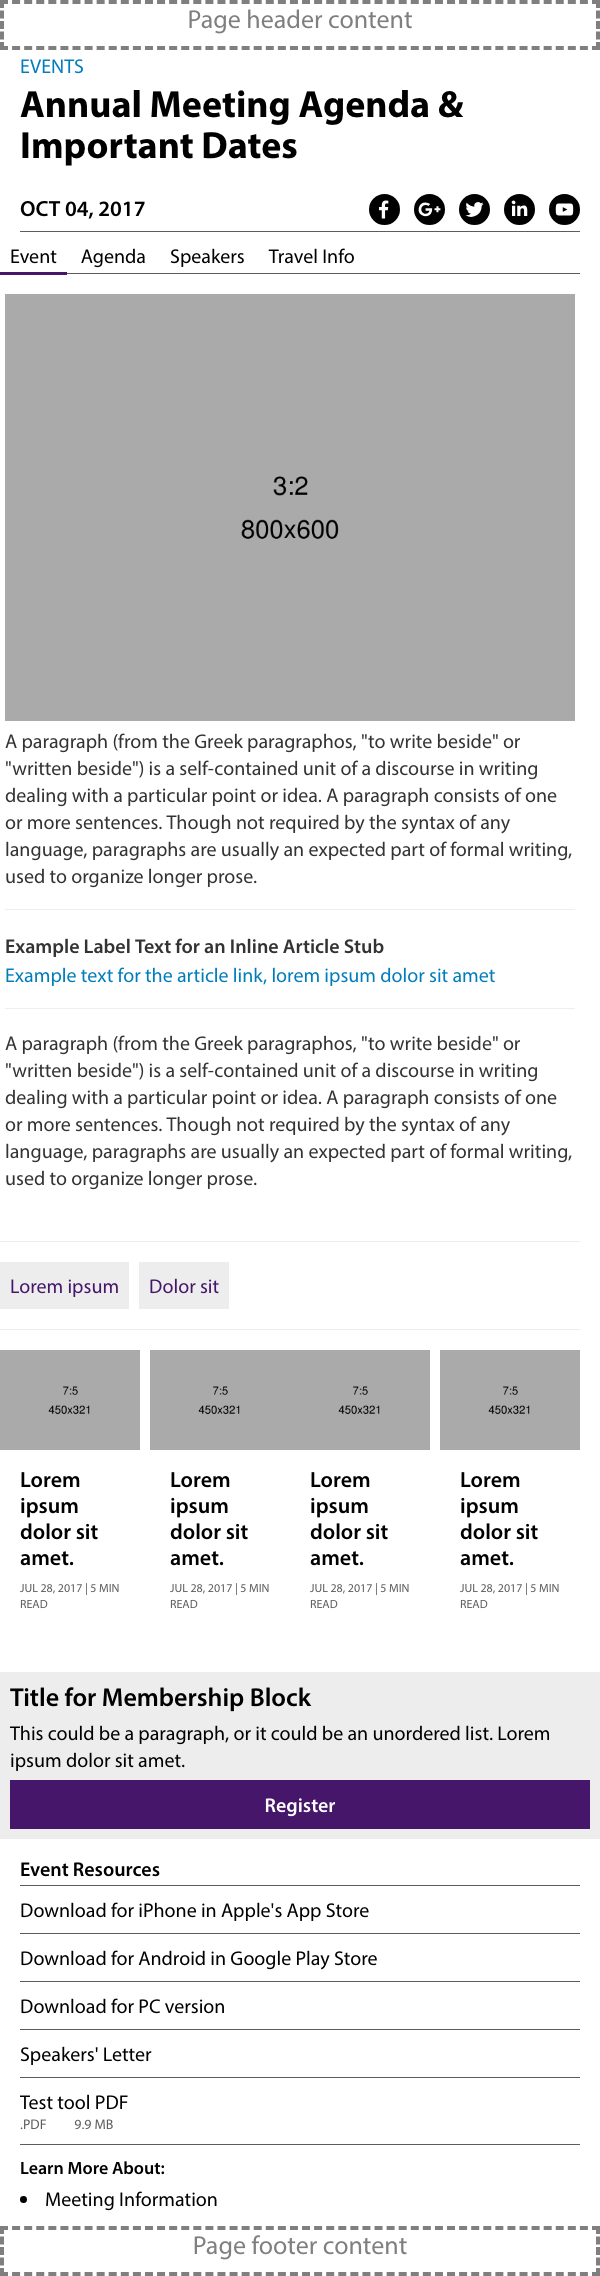 Page header content
EVENTS
Annual Meeting Agenda &
Important Dates
OCT 04, 2017
Event Agenda Speakers Travel Info
3:2
800x600
A paragraph (from the Greek paragraphos, "to write beside" or
"written beside") is a self-contained unit of a discourse in writing
dealing with a particular point or idea. A paragraph consists of one
or more sentences. Though not required by the syntax of any
language, paragraphs are usually an expected part of formal writing,
used to organize longer prose.
Example Label Text for an Inline Article Stub
Example text for the article link, lorem ipsum dolor sit amet
A paragraph (from the Greek paragraphos, "to write beside" or
"written beside") is a self-contained unit of a discourse in writing
dealing with a particular point or idea. A paragraph consists of one
or more sentences. Though not required by the syntax of any
language, paragraphs are usually an expected part of formal writing,
used to organize longer prose.
Lorem ipsum Dolor sit
7:5
450x321
Lorem
ipsum
dolor sit
amet.
JUL 28, 2017 | 5 MIN
READ
7:5
450x321
Lorem
ipsum
dolor sit
amet.
JUL 28, 2017 | 5 MIN
READ
7:5
450x321
Lorem
ipsum
dolor sit
amet.
JUL 28, 2017 | 5 MIN
READ
7:5
450x321
Lorem
ipsum
dolor sit
amet.
JUL 28, 2017 | 5 MIN
READ
Title for Membership Block
This could be a paragraph, or it could be an unordered list. Lorem
ipsum dolor sit amet.
Register
Event Resources
Download for iPhone in Apple's App Store
Download for Android in Google Play Store
Download for PC version
Speakers' Letter
Test tool PDF
.PDF 9.9 MB
Learn More About:
• Meeting Information
Page footer content